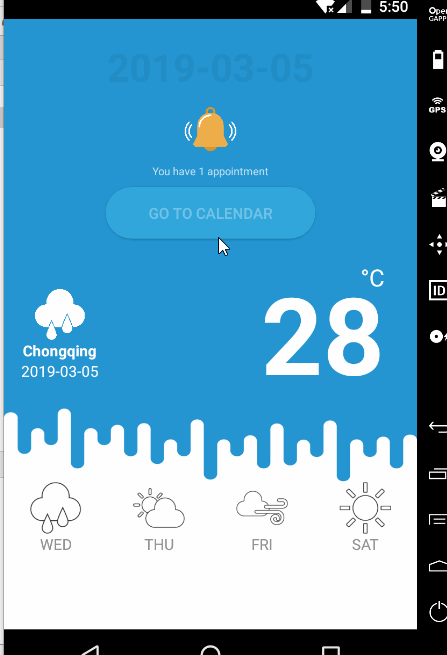 5:50
Open
GAPP
2019-03-05
You have 1 appointment
GPS
GO TO CALENDAR
°C
28
ID
Chongqing
2019-03-05
WED THU FRI SAT